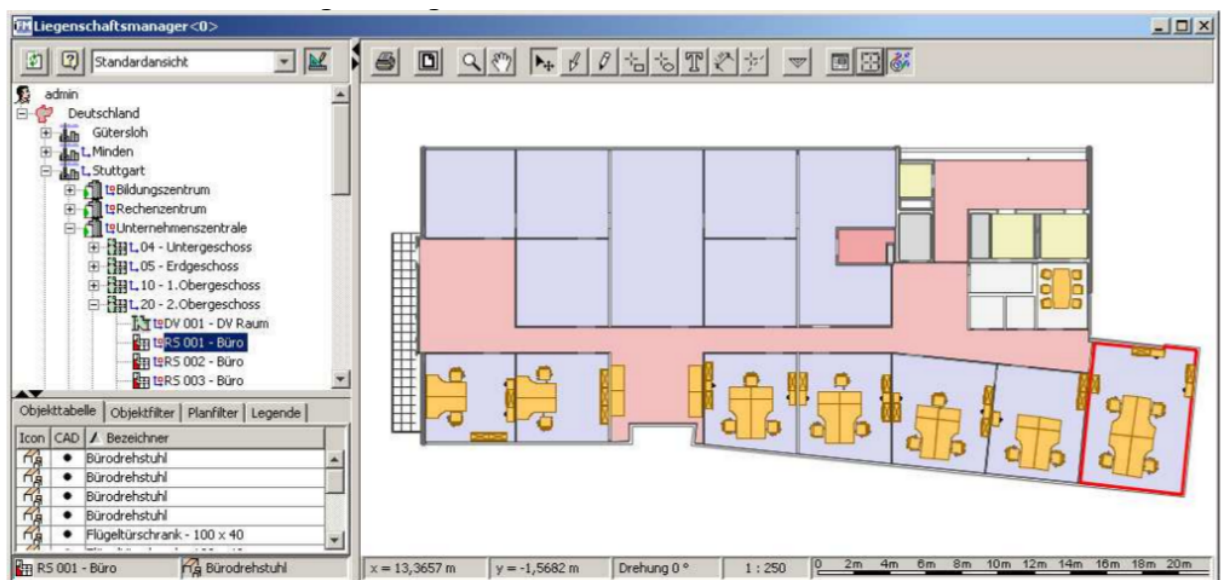 Liegenschaftsmanager <0>
Standardansicht
admin
Deutschland
Gütersloh
Minden
Stuttgart
Bildungszentrum
Rechenzentrum
Unternehmenszentrale
04 - Untergeschoss
05 - Erdgeschoss
10 - 1.Obergeschoss
20 - 2.Obergeschoss
DV 001 - DV Raum
RS 001 - Büro
RS 002 - Büro
RS 003 - Büro
Objekttabelle Objektfilter Planfilter Legende
Icon CAD Bezeichner
Bürodrehstuhl
Bürodrehstuhl
Bürodrehstuhl
Bürodrehstuhl
Flügeltürschrank - 100 x 40
RS 001 - Büro Bürodrehstuhl x = 13,3657 m y = -1,5682 m Drehung 0 ° 1 : 250 0 2m 4m 6m 8m 10m 12m 14m 16m 18m 20m